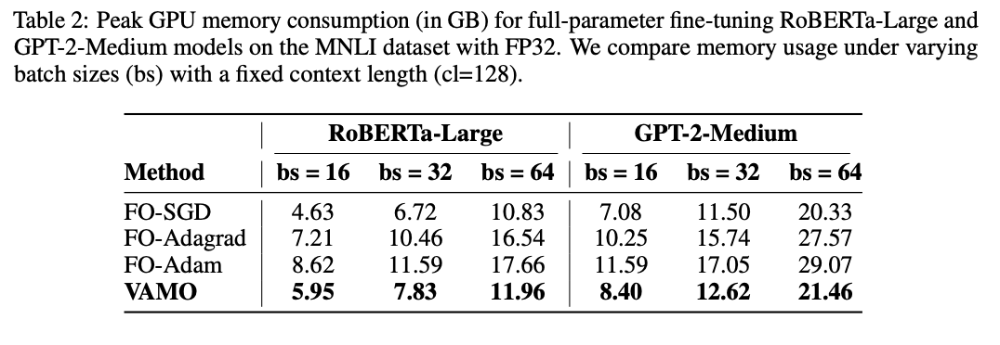 Table 2: Peak GPU memory consumption (in GB) for full-parameter fine-tuning RoBERTa-Large and
GPT-2-Medium models on the MNLI dataset with FP32. We compare memory usage under varying
batch sizes (bs) with a fixed context length (cl=128).
RoBERTa-Large GPT-2-Medium
Method bs = 16 bs = 32 bs = 64 bs = 16 bs = 32 bs = 64
FO-SGD 4.63 6.72 10.83 7.08 11.50 20.33
FO-Adagrad 7.21 10.46 16.54 10.25 15.74 27.57
FO-Adam 8.62 11.59 17.66 11.59 17.05 29.07
VAMO 5.95 7.83 11.96 8.40 12.62 21.46